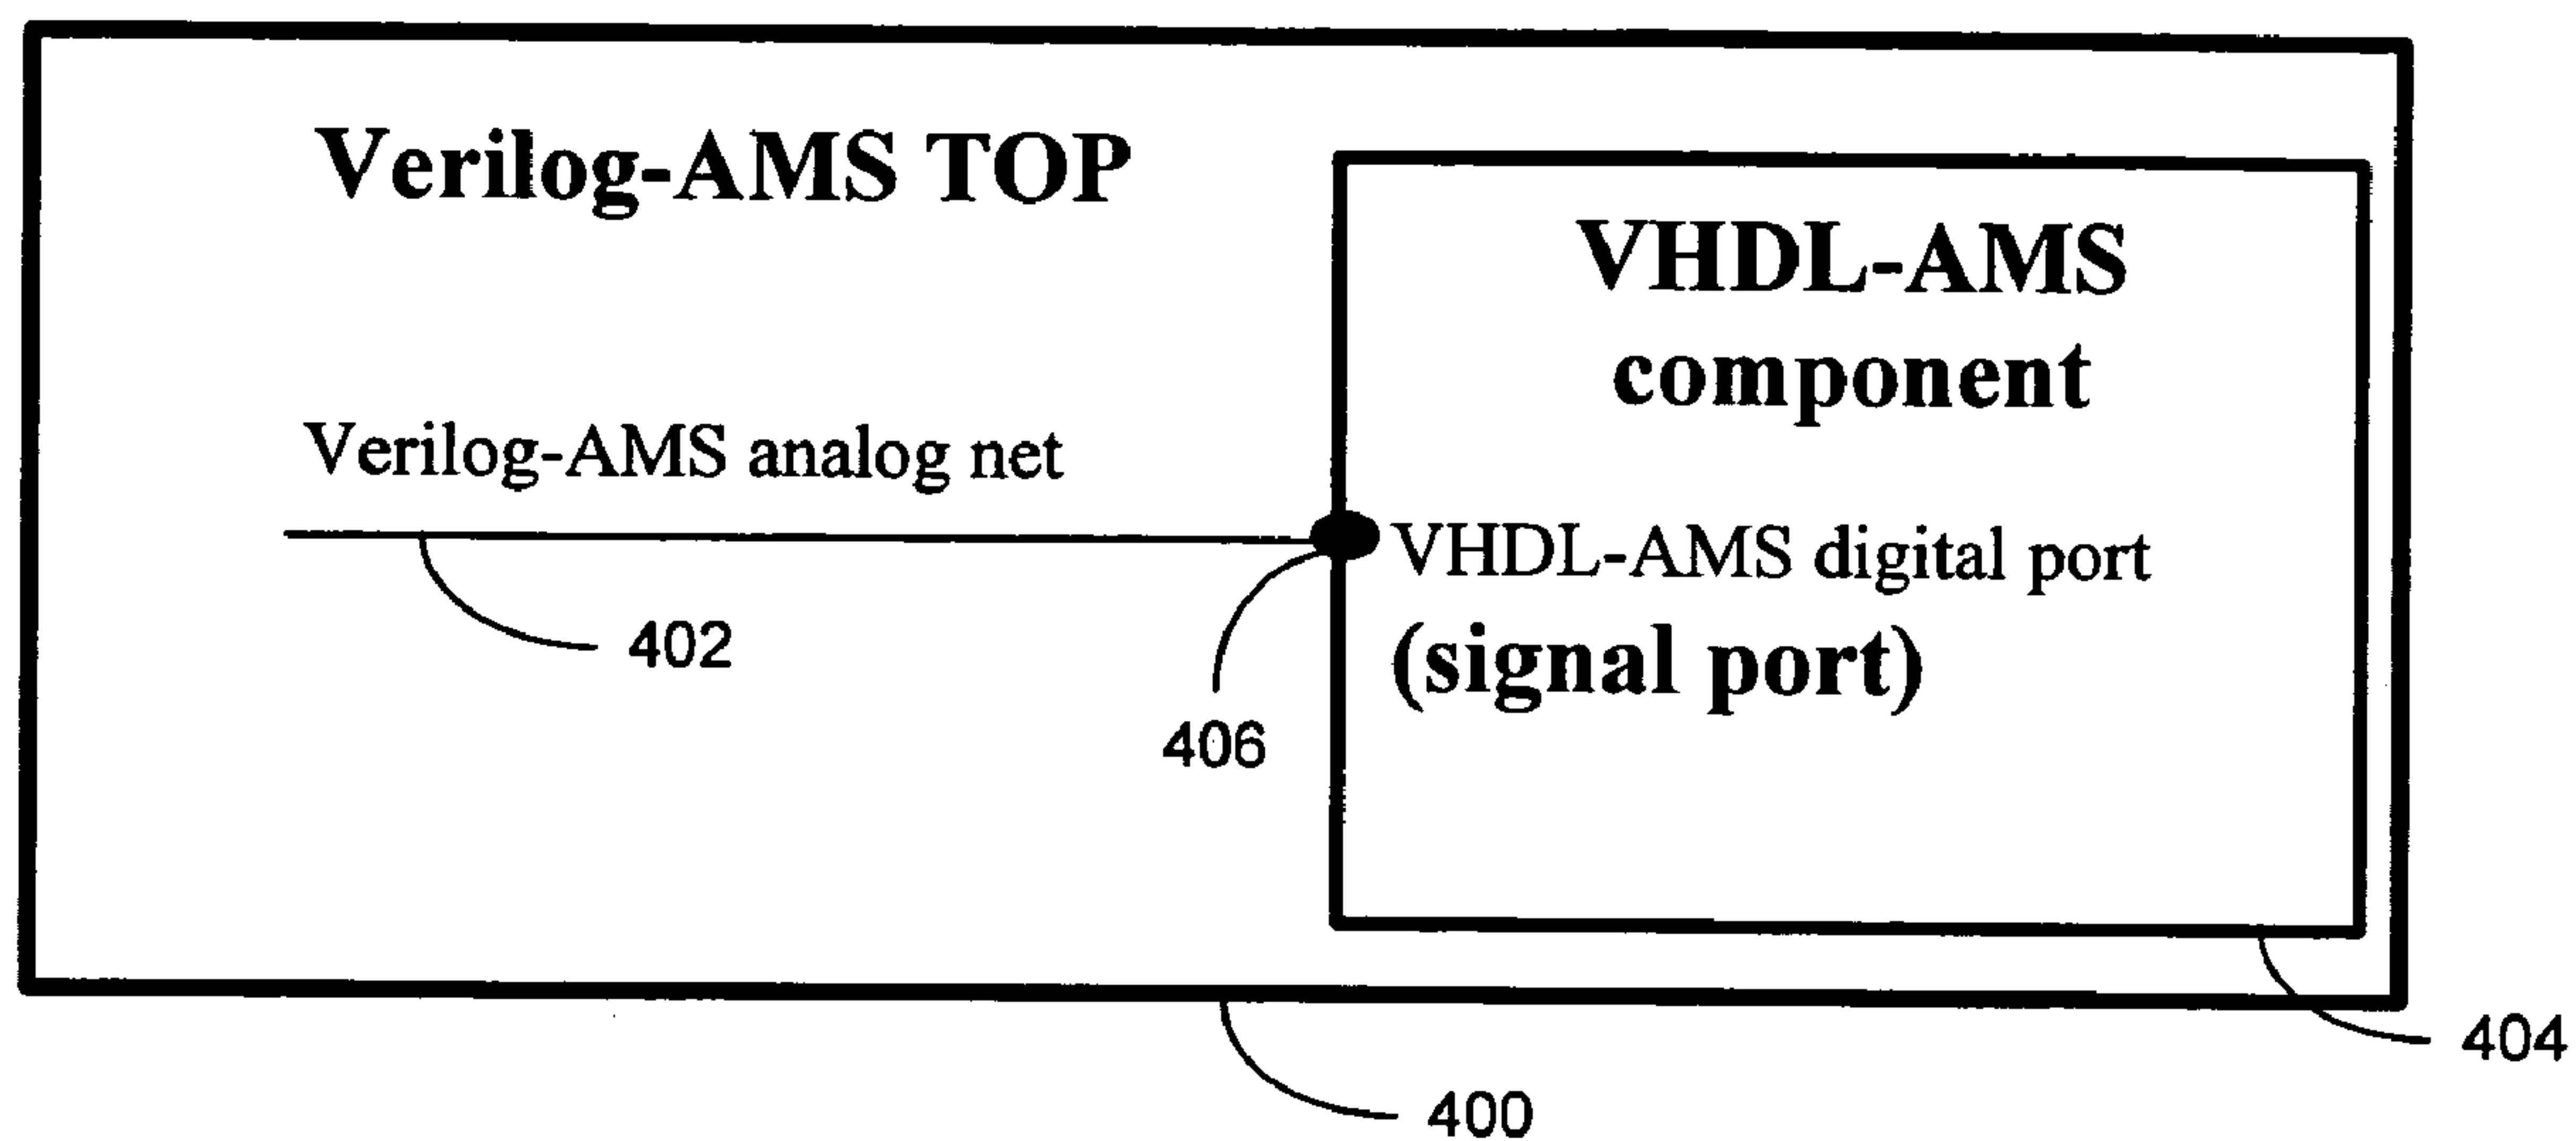 Verilog-AMS TOP
VHDL-AMS
component
Verilog-AMS analog net
VHDL-AMS digital port
(signal port)
402
406
404
400